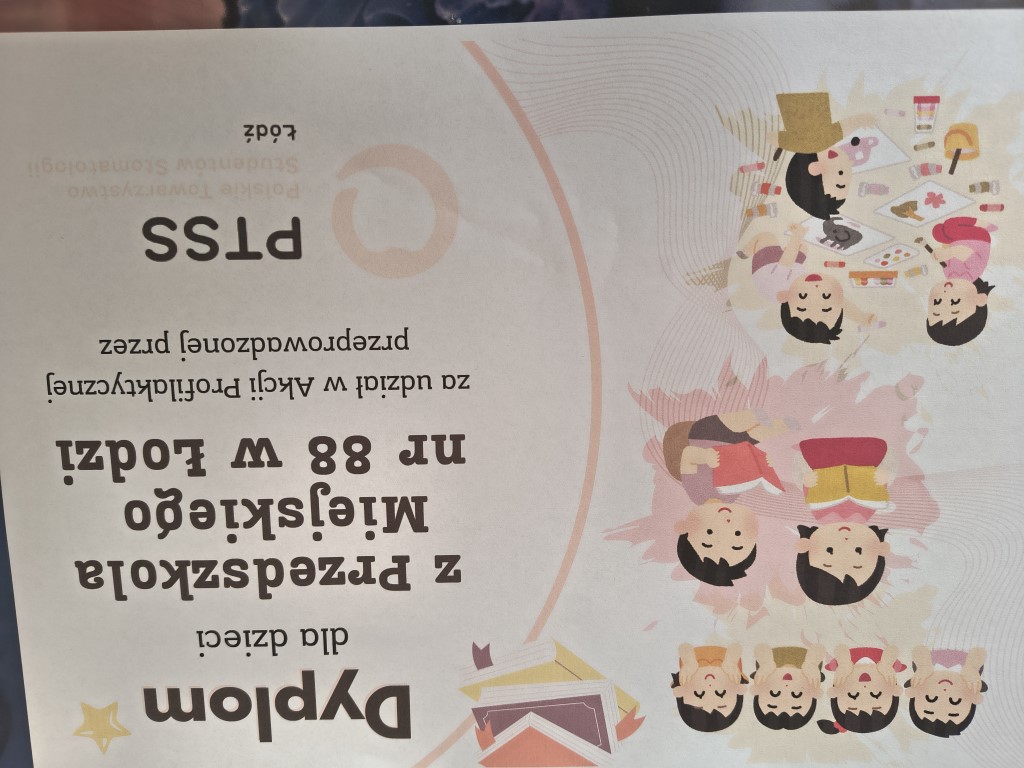 Dyplom
dla dzieci
z Przedszkola
Miejskiego
nr 88 w Łodzi
za udział w Akcji Profilaktycznej
przeprowadzonej przez
PTSS
Polskie Towarzystwo
Studentów Stomatologii
Łódź